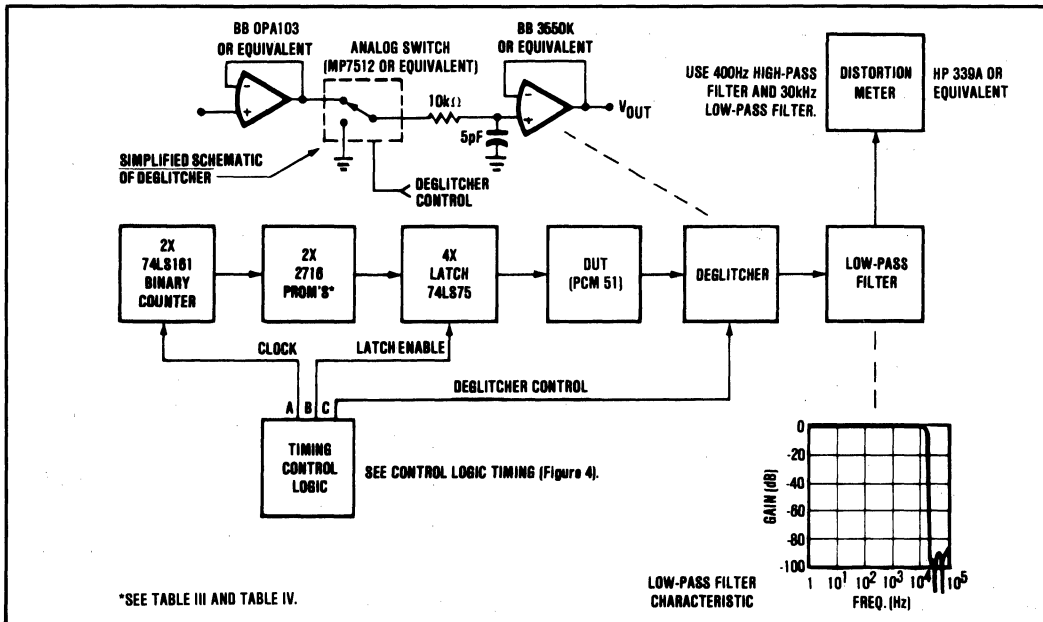 BB OPA103
OR EQUIVALENT
ANALOG SWITCH
(MP7512 OR EQUIVALENT)
BB 3550K
OR EQUIVALENT
10kΩ
5pF
VOUT
SIMPLIFIED SCHEMATIC
OF DEGLITCHER
DEGLITCHER
CONTROL
USE 400Hz HIGH-PASS
FILTER AND 30kHz
LOW-PASS FILTER.
DISTORTION
METER
HP 339A OR
EQUIVALENT
2X
74LS161
BINARY
COUNTER
2X
2716
PROM'S*
4X
LATCH
74LS75
DUT
(PCM 51)
DEGLITCHER
LOW-PASS
FILTER
CLOCK
LATCH ENABLE
DEGLITCHER CONTROL
A B C
TIMING
CONTROL
LOGIC
SEE CONTROL LOGIC TIMING (Figure 4).
GAIN (dB)
0
-20
-40
-60
-80
-100
1 10¹ 10² 10³ 10⁴ 10⁵
FREQ. (Hz)
LOW-PASS FILTER
CHARACTERISTIC
*SEE TABLE III AND TABLE IV.